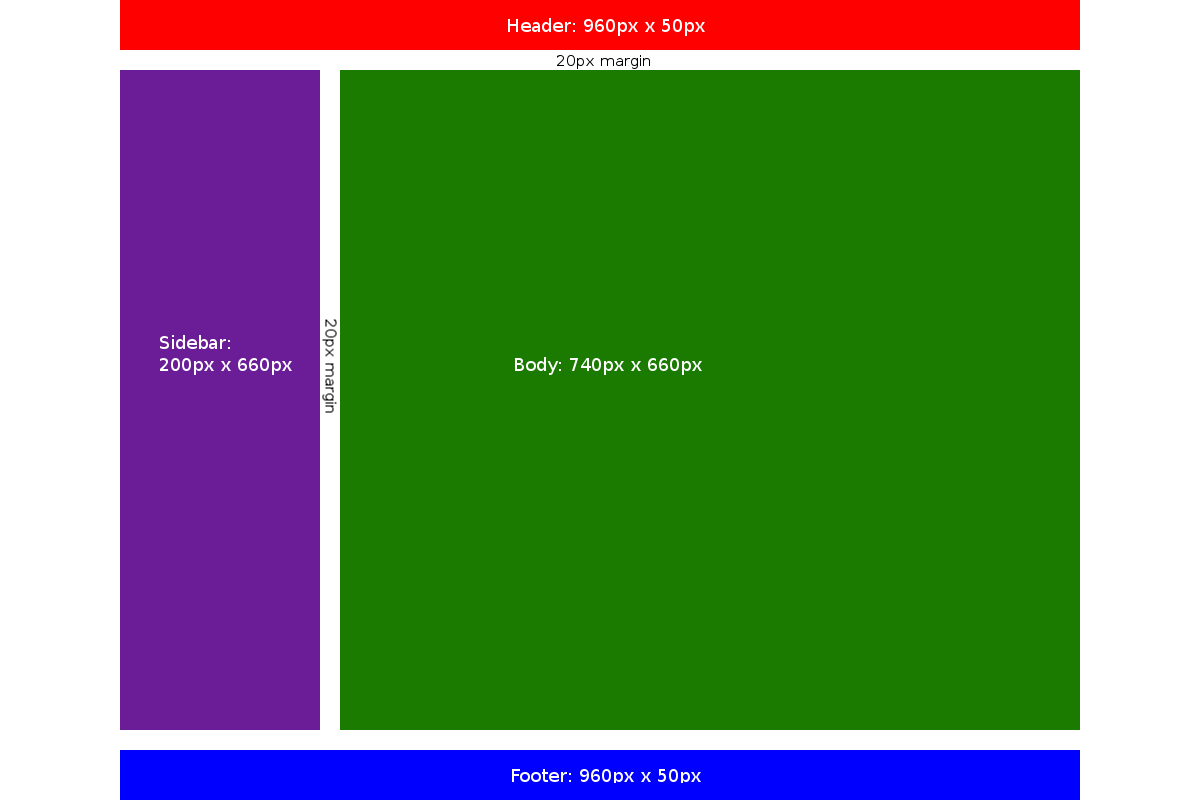 Header: 960px x 50px
20px margin
Sidebar:
200px x 660px
20px margin
Body: 740px x 660px
Footer: 960px x 50px